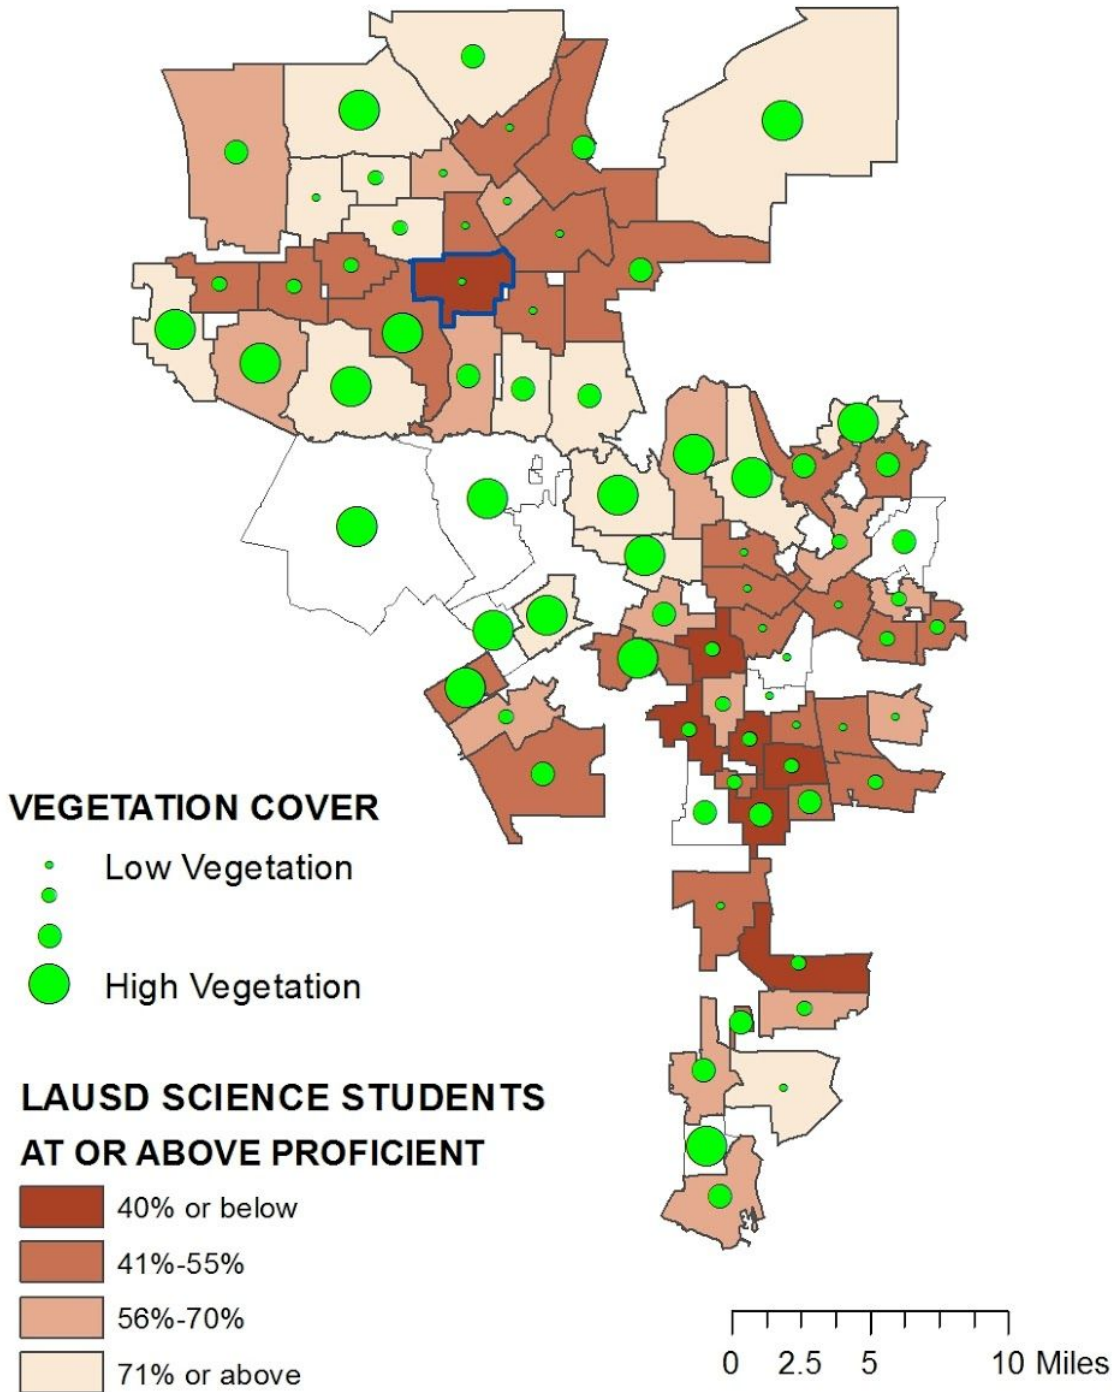 VEGETATION COVER
Low Vegetation
High Vegetation
LAUSD SCIENCE STUDENTS
AT OR ABOVE PROFICIENT
40% or below
41%-55%
56%-70%
71% or above
0 2.5 5 10 Miles